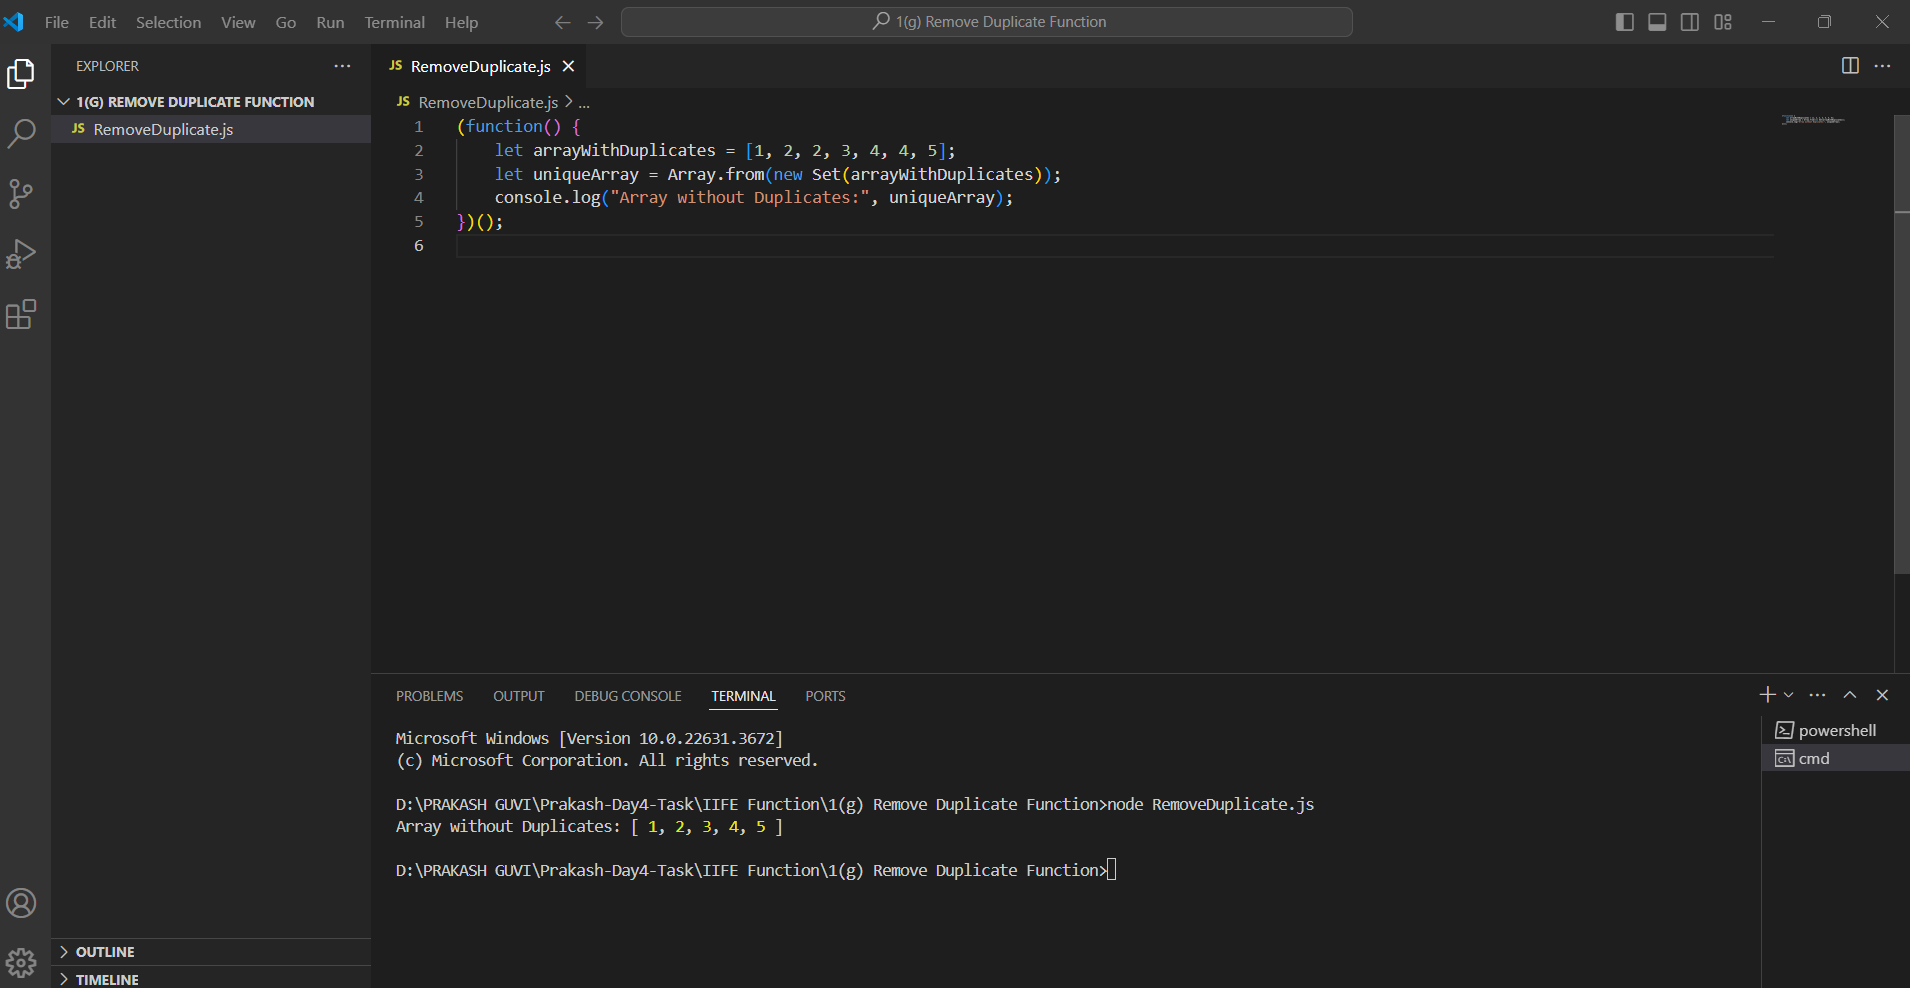 File Edit Selection View Go Run Terminal Help
1(g) Remove Duplicate Function
EXPLORER
1(G) REMOVE DUPLICATE FUNCTION
JS RemoveDuplicate.js
JS RemoveDuplicate.js
JS RemoveDuplicate.js > ...
1 (function() {
2 let arrayWithDuplicates = [1, 2, 2, 3, 4, 4, 5];
3 let uniqueArray = Array.from(new Set(arrayWithDuplicates));
4 console.log("Array without Duplicates:", uniqueArray);
5 })();
6
PROBLEMS OUTPUT DEBUG CONSOLE TERMINAL PORTS
Microsoft Windows [Version 10.0.22631.3672]
(c) Microsoft Corporation. All rights reserved.
D:\PRAKASH GUVI\Prakash-Day4-Task\IIFE Function\1(g) Remove Duplicate Function>node RemoveDuplicate.js
Array without Duplicates: [ 1, 2, 3, 4, 5 ]
D:\PRAKASH GUVI\Prakash-Day4-Task\IIFE Function\1(g) Remove Duplicate Function>
powershell
cmd
OUTLINE
TIMELINE